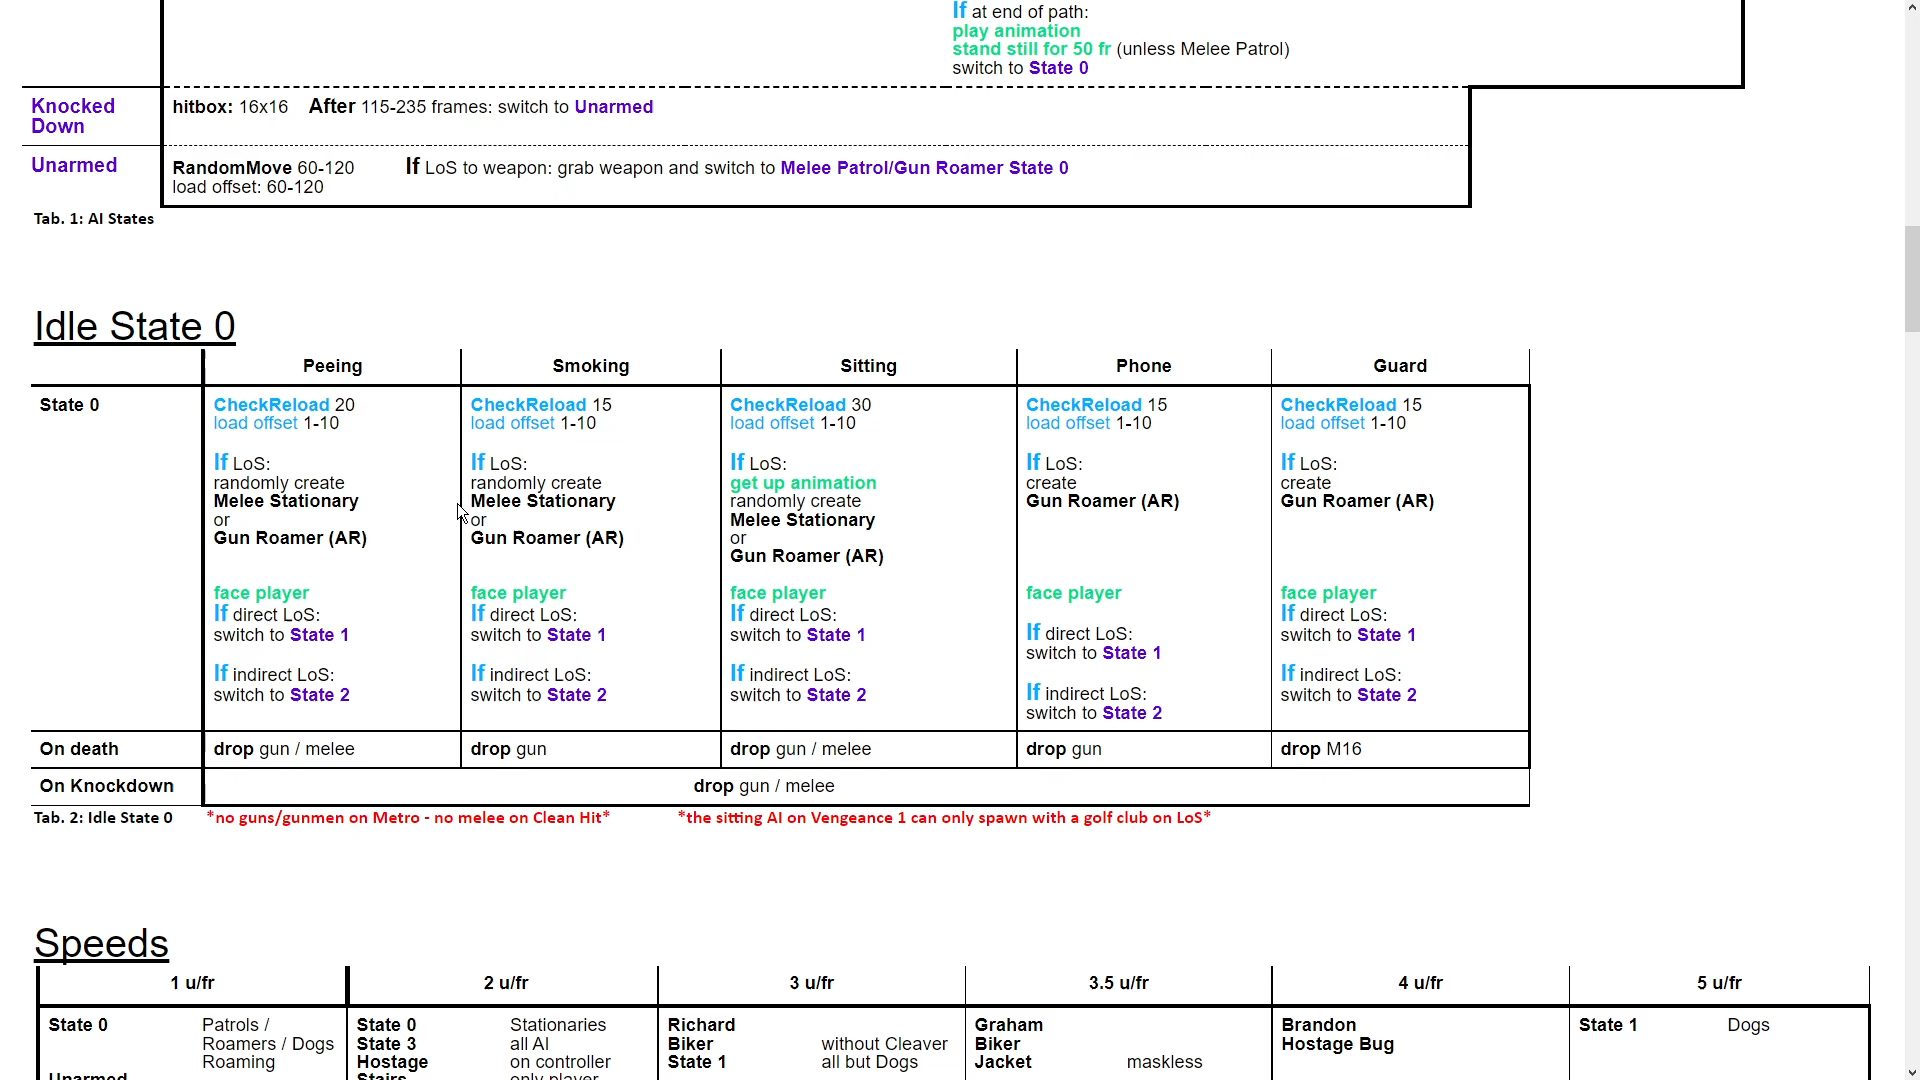 If at end of path:
play animation
stand still for 50 fr (unless Melee Patrol)
switch to State 0
Knocked Down
hitbox: 16x16 After 115-235 frames: switch to Unarmed
Unarmed
RandomMove 60-120 If LoS to weapon: grab weapon and switch to Melee Patrol/Gun Roamer State 0
load offset: 60-120
Tab. 1: AI States
Idle State 0
Peeing Smoking Sitting Phone Guard
State 0
CheckReload 20
load offset 1-10
If LoS:
randomly create
Melee Stationary
or
Gun Roamer (AR)
face player
If direct LoS:
switch to State 1
If indirect LoS:
switch to State 2
CheckReload 15
load offset 1-10
If LoS:
randomly create
Melee Stationary
or
Gun Roamer (AR)
face player
If direct LoS:
switch to State 1
If indirect LoS:
switch to State 2
CheckReload 30
load offset 1-10
If LoS:
get up animation
randomly create
Melee Stationary
or
Gun Roamer (AR)
face player
If direct LoS:
switch to State 1
If indirect LoS:
switch to State 2
CheckReload 15
load offset 1-10
If LoS:
create
Gun Roamer (AR)
face player
If direct LoS:
switch to State 1
If indirect LoS:
switch to State 2
CheckReload 15
load offset 1-10
If LoS:
create
Gun Roamer (AR)
face player
If direct LoS:
switch to State 1
If indirect LoS:
switch to State 2
On death drop gun / melee drop gun drop gun / melee drop gun drop M16
On Knockdown drop gun / melee
Tab. 2: Idle State 0 *no guns/gunmen on Metro - no melee on Clean Hit* *the sitting AI on Vengeance 1 can only spawn with a golf club on LoS*
Speeds
1 u/fr 2 u/fr 3 u/fr 3.5 u/fr 4 u/fr 5 u/fr
State 0 Patrols /
Roamers / Dogs
Roaming
Unarmed
State 0 Stationaries
State 3 all AI
Hostage on controller
Stairs only player
Richard
Biker without Cleaver
State 1 all but Dogs
Graham
Biker
Jacket maskless
Brandon
Hostage Bug
State 1 Dogs